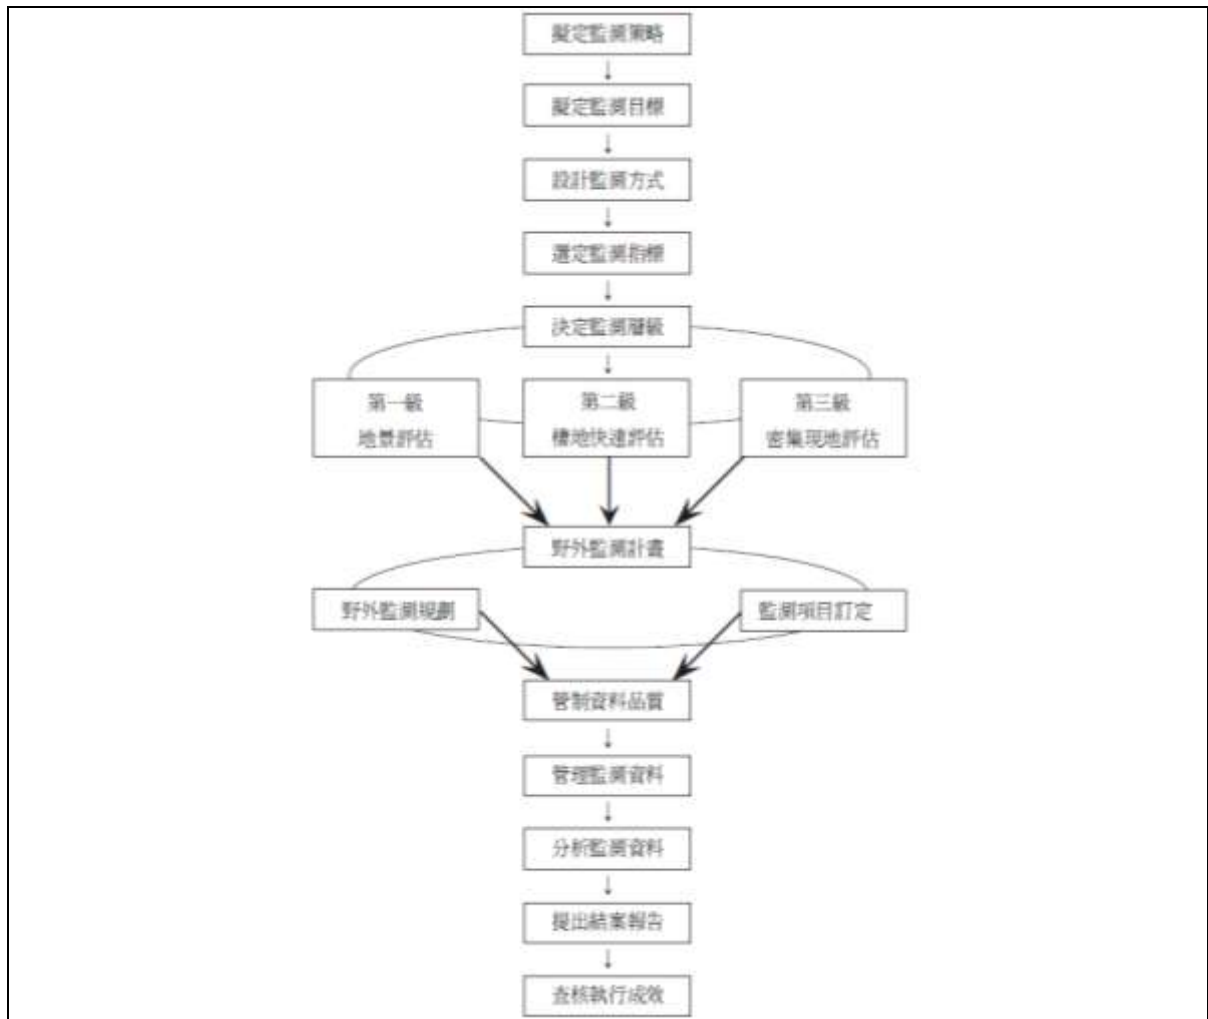 擬定監測策略
擬定監測目標
設計監測方式
選定監測指標
決定監測層級
第一級
地景評估
第二級
棲地快速評估
第三級
密集現地評估
野外監測計畫
野外監測規劃
監測項目訂定
管制資料品質
管理監測資料
分析監測資料
提出結案報告
查核執行成效